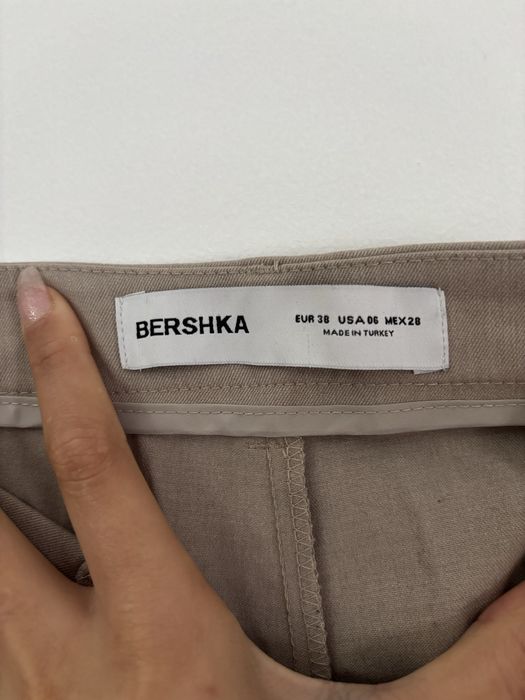 BERSHKA
EUR 38 USA 06 MEX 28
MADE IN TURKEY